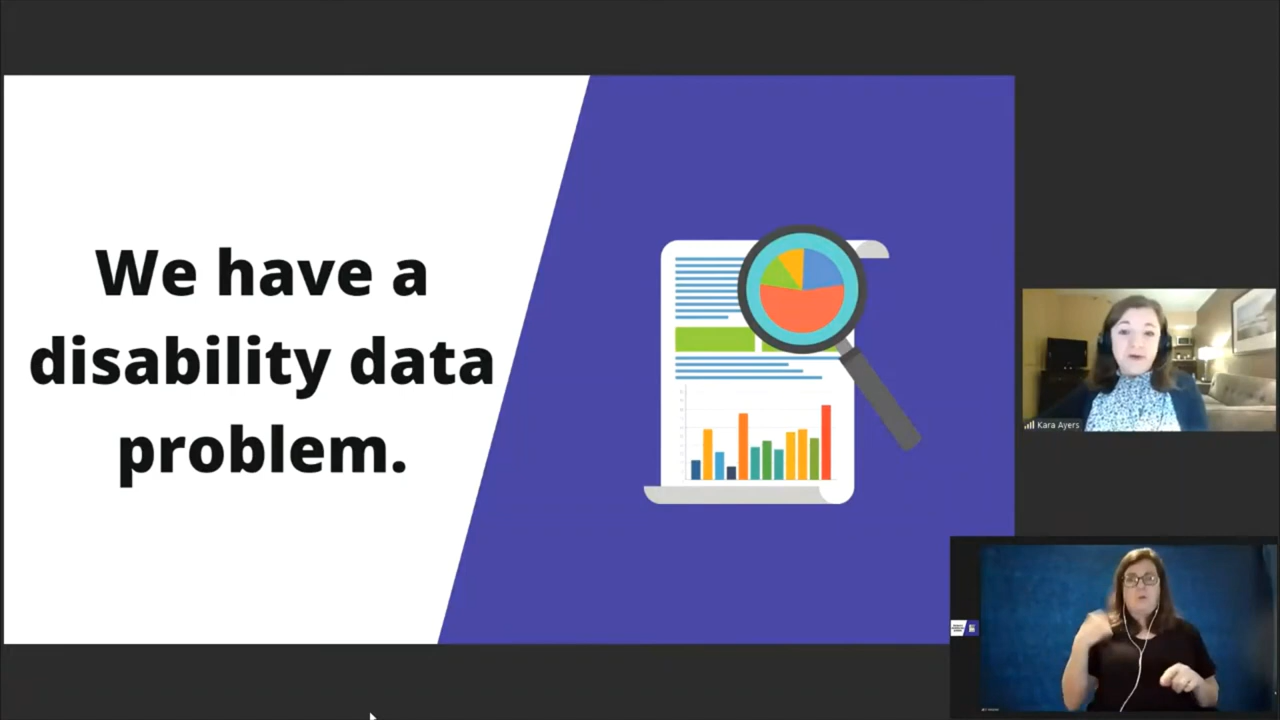 We have a
disability data
problem.
Kara Ayers